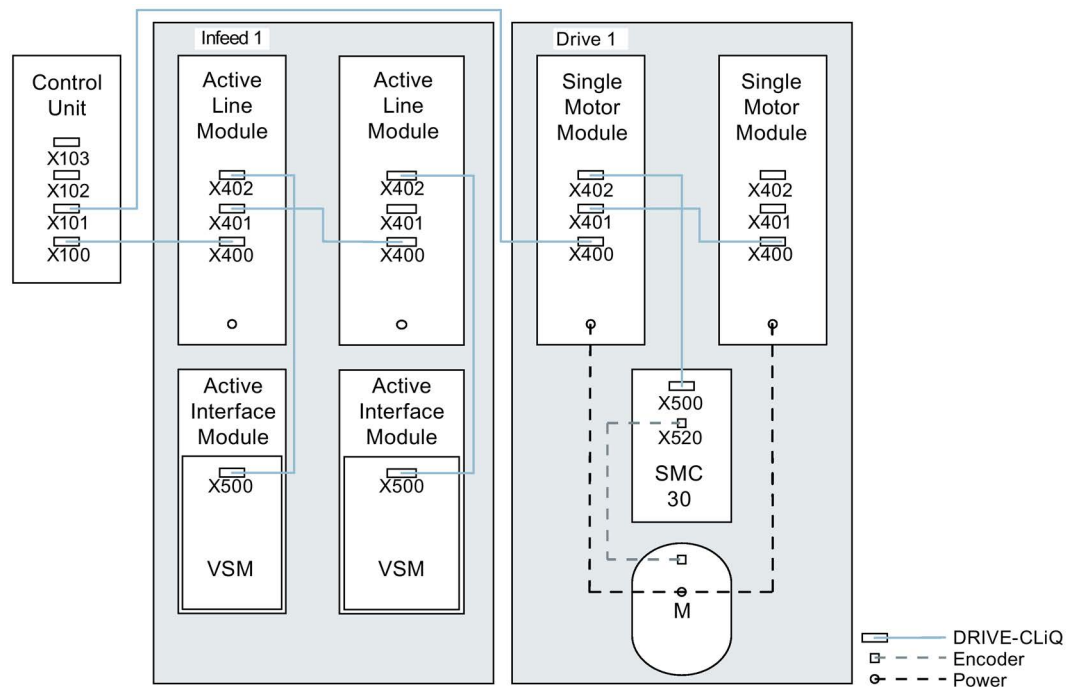 Infeed 1
Drive 1
Control
Unit
X103
X102
X101
X100
Active
Line
Module
X402
X401
X400
Active
Line
Module
X402
X401
X400
Single
Motor
Module
X402
X401
X400
Single
Motor
Module
X402
X401
X400
Active
Interface
Module
X500
VSM
Active
Interface
Module
X500
VSM
X500
X520
SMC
30
M
DRIVE-CLiQ
Encoder
Power